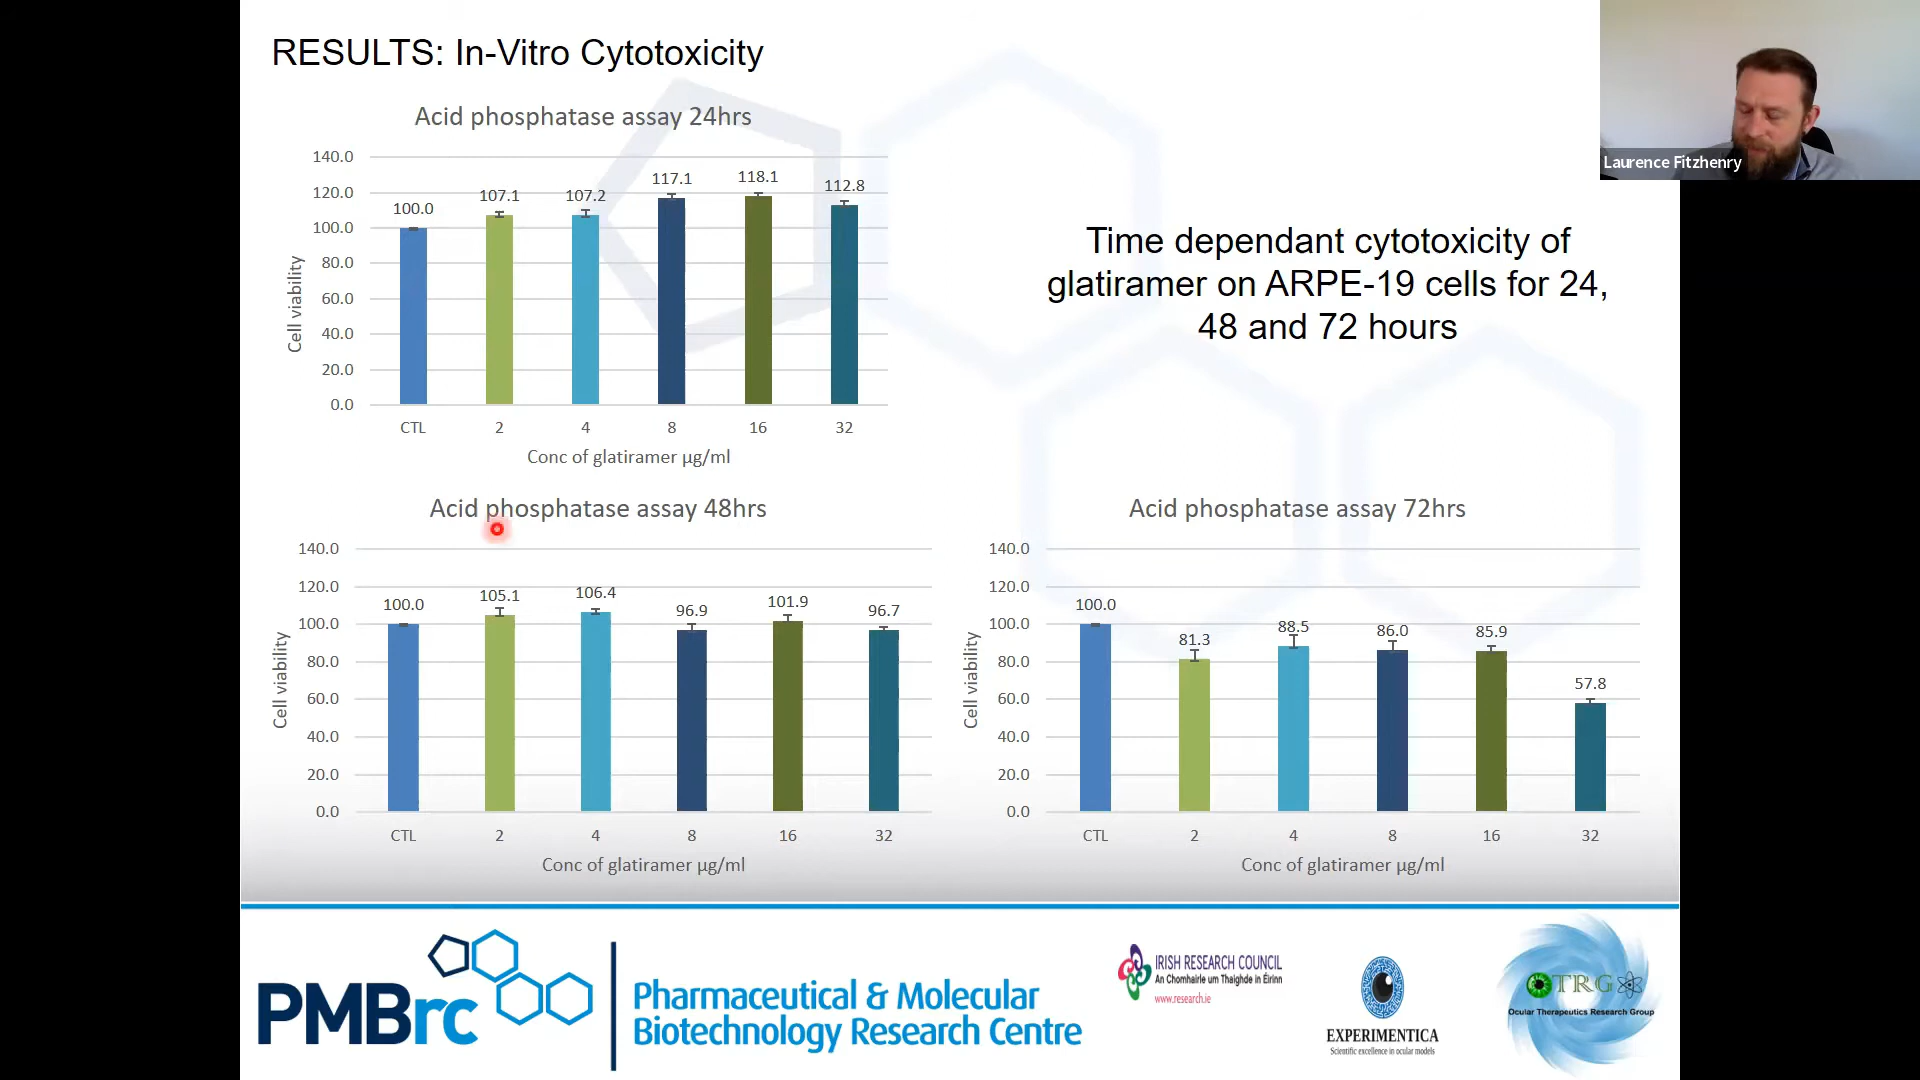 RESULTS: In-Vitro Cytotoxicity
Laurence Fitzhenry
Acid phosphatase assay 24hrs
140.0
120.0
100.0
80.0
60.0
40.0
20.0
0.0
Cell viability
100.0
107.1
107.2
117.1
118.1
112.8
CTL 2 4 8 16 32
Conc of glatiramer µg/ml
Time dependant cytotoxicity of
glatiramer on ARPE-19 cells for 24,
48 and 72 hours
Acid phosphatase assay 48hrs
140.0
120.0
100.0
80.0
60.0
40.0
20.0
0.0
Cell viability
100.0
105.1
106.4
96.9
101.9
96.7
CTL 2 4 8 16 32
Conc of glatiramer µg/ml
Acid phosphatase assay 72hrs
140.0
120.0
100.0
80.0
60.0
40.0
20.0
0.0
Cell viability
100.0
81.3
88.5
86.0
85.9
57.8
CTL 2 4 8 16 32
Conc of glatiramer µg/ml
PMBrc
Pharmaceutical & Molecular
Biotechnology Research Centre
IRISH RESEARCH COUNCIL
An Chomhairle um Thaighde in Éirinn
www.research.ie
EXPERIMENTICA
Scientific excellence in ocular models
OTRG
Ocular Therapeutics Research Group